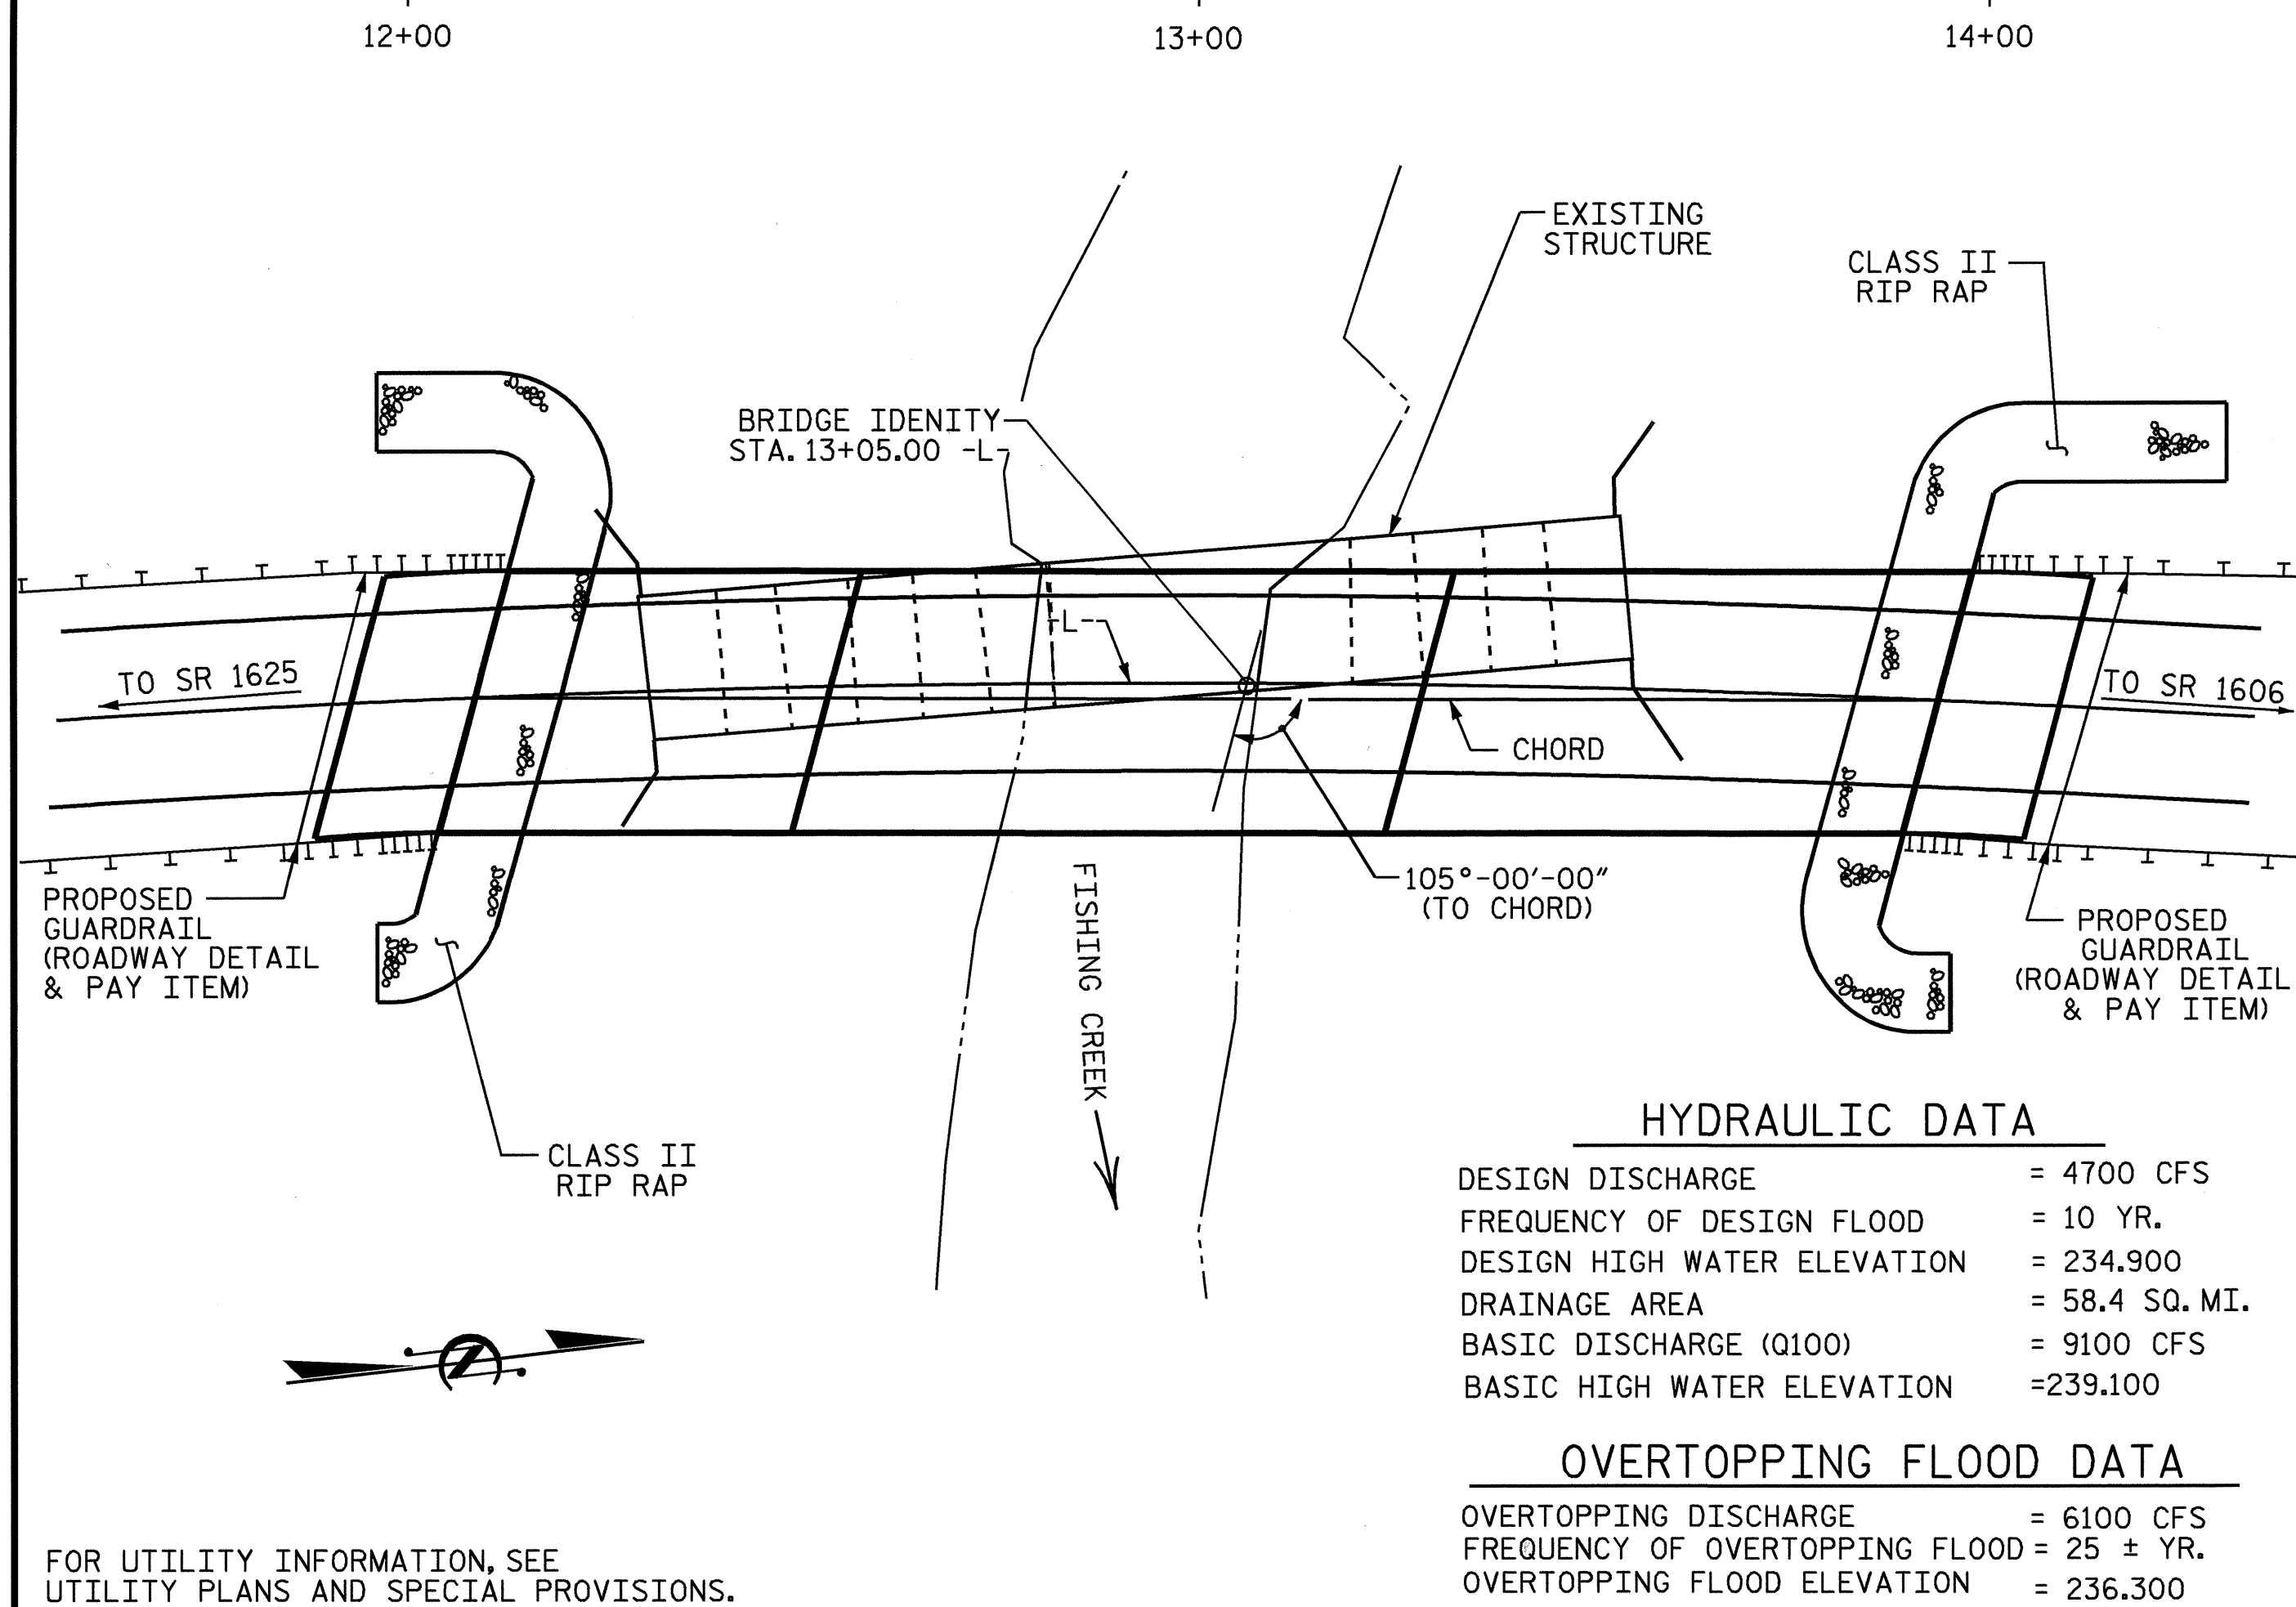 12+00
13+00
14+00
EXISTING
STRUCTURE
CLASS II
RIP RAP
BRIDGE IDENITY
STA. 13+05.00 -L-
-L-
TO SR 1625
TO SR 1606
CHORD
105°-00'-00"
(TO CHORD)
PROPOSED
GUARDRAIL
(ROADWAY DETAIL
& PAY ITEM)
FISHING CREEK
PROPOSED
GUARDRAIL
(ROADWAY DETAIL
& PAY ITEM)
CLASS II
RIP RAP
HYDRAULIC DATA
DESIGN DISCHARGE = 4700 CFS
FREQUENCY OF DESIGN FLOOD = 10 YR.
DESIGN HIGH WATER ELEVATION = 234.900
DRAINAGE AREA = 58.4 SQ. MI.
BASIC DISCHARGE (Q100) = 9100 CFS
BASIC HIGH WATER ELEVATION =239.100
OVERTOPPING FLOOD DATA
OVERTOPPING DISCHARGE = 6100 CFS
FREQUENCY OF OVERTOPPING FLOOD = 25 ± YR.
OVERTOPPING FLOOD ELEVATION = 236.300
FOR UTILITY INFORMATION, SEE
UTILITY PLANS AND SPECIAL PROVISIONS.